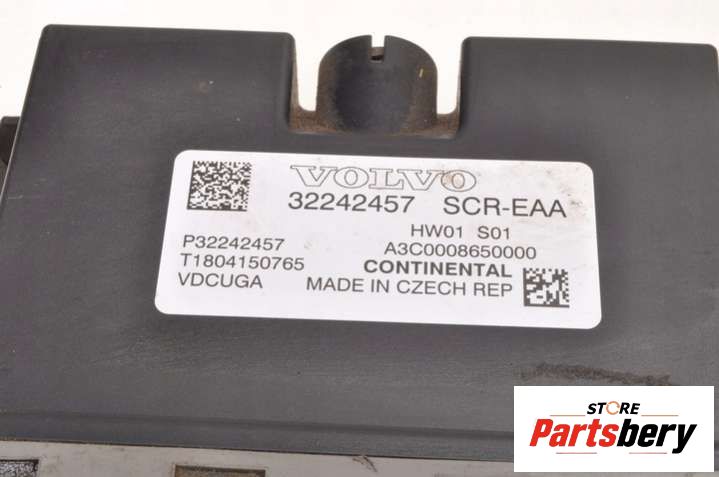 VOLVO
32242457 SCR-EAA
HW01 S01
P32242457 A3C0008650000
T1804150765 CONTINENTAL
VDCUGA MADE IN CZECH REP
STORE
Partsbery